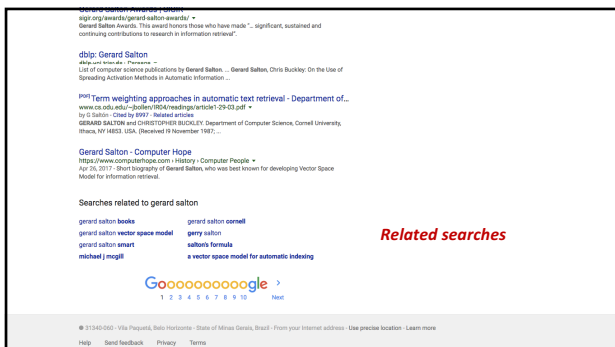 Gerard Salton Awards | SIGIR
sigir.org/awards/gerard-salton-awards/
Gerard Salton Awards. This award honors those who have made "... significant, sustained and
continuing contributions to research in information retrieval".
dblp: Gerard Salton
List of computer science publications by Gerard Salton. ... Gerard Salton, Chris Buckley: On the Use of
Spreading Activation Methods in Automatic Information ...
[PDF] Term weighting approaches in automatic text retrieval - Department of...
www.cs.odu.edu/~jbollen/IR04/readings/article1-29-03.pdf
by G Salton - Cited by 8997 - Related articles
GERARD SALTON and CHRISTOPHER BUCKLEY. Department of Computer Science, Cornell University,
Ithaca, NY I4853. USA. (Received I9 November 1987; ...
Gerard Salton - Computer Hope
https://www.computerhope.com › History › Computer People
Apr 26, 2017 - Short biography of Gerard Salton, who was best known for developing Vector Space
Model for information retrieval.
Searches related to gerard salton
gerard salton books gerard salton cornell
gerard salton vector space model gerry salton
gerard salton smart salton's formula
michael j mcgill a vector space model for automatic indexing
Related searches
Goooooooooogle >
1 2 3 4 5 6 7 8 9 10 Next
31340-060 - Vila Paquetá, Belo Horizonte - State of Minas Gerais, Brazil - From your Internet address - Use precise location - Learn more
Help Send feedback Privacy Terms